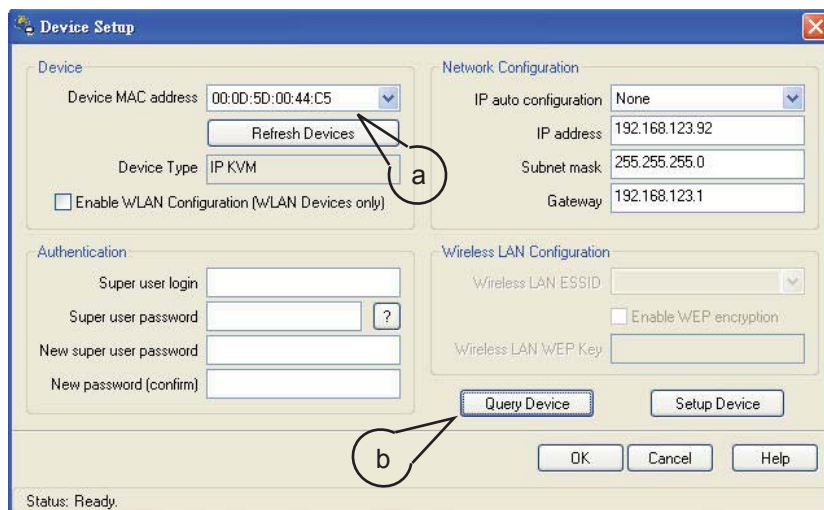 Device Setup
Device
Device MAC address 00:0D:5D:00:44:C5
Refresh Devices
Device Type IP KVM
Enable WLAN Configuration (WLAN Devices only)
a
Network Configuration
IP auto configuration None
IP address 192.168.123.92
Subnet mask 255.255.255.0
Gateway 192.168.123.1
Authentication
Super user login
Super user password ?
New super user password
New password (confirm)
Wireless LAN Configuration
Wireless LAN ESSID
Enable WEP encryption
Wireless LAN WEP Key
Query Device Setup Device
b
OK Cancel Help
Status: Ready.